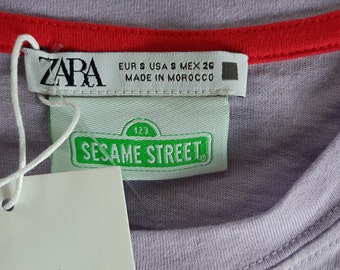 ZARA
EUR S USA S MEX 26
MADE IN MOROCCO
123
SESAME STREET